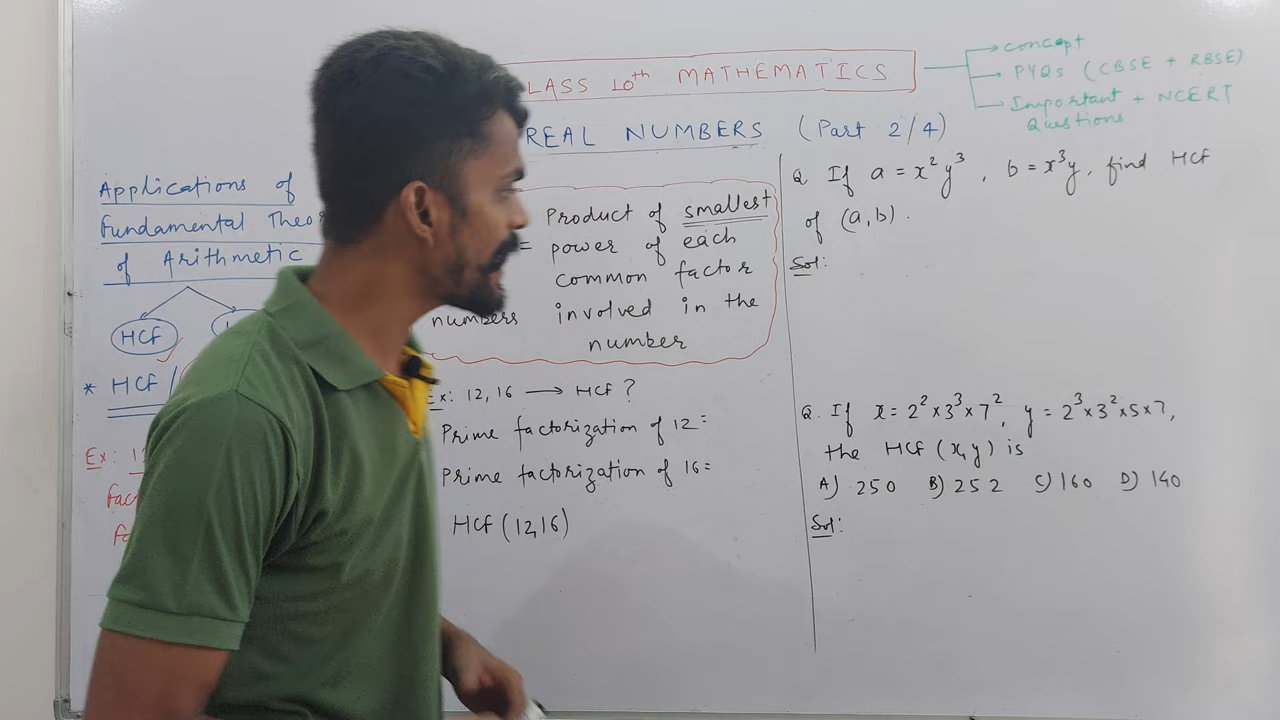 LASS 10th MATHEMATICS
concept
PYQs (CBSE + RBSE)
Important + NCERT
Questions
REAL NUMBERS (Part 2/4)
Applications of
Fundamental Theo
of Arithmetic
HCF
* HCF /
Ex: 1
= Product of smallest
power of each
common factor
numbers involved in the
number
Ex: 12, 16 → HCF ?
Prime factorization of 12 =
Prime factorization of 16 =
HCF (12,16)
Q If a = x²y³ , b = x³y, find HCF
of (a,b).
Sol:
Q. If x = 2² × 3³ × 7², y = 2³ × 3² × 5 × 7,
the HCF (x,y) is
A) 250 B) 252 C) 160 D) 140
Sol: